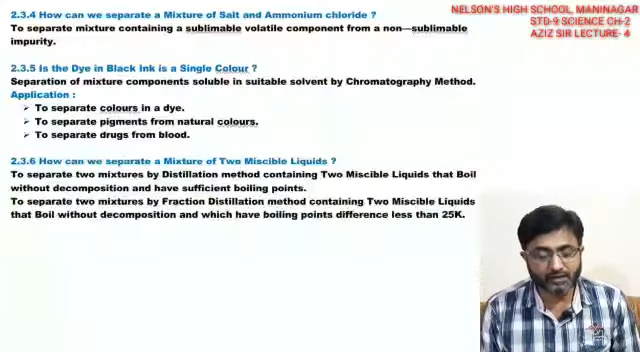 2.3.4 How can we separate a Mixture of Salt and Ammonium chloride ?
To separate mixture containing a sublimable volatile component from a non—sublimable
impurity.
2.3.5 Is the Dye in Black Ink is a Single Colour ?
Separation of mixture components soluble in suitable solvent by Chromatography Method.
Application :
➢ To separate colours in a dye.
➢ To separate pigments from natural colours.
➢ To separate drugs from blood.
2.3.6 How can we separate a Mixture of Two Miscible Liquids ?
To separate two mixtures by Distillation method containing Two Miscible Liquids that Boil
without decomposition and have sufficient boiling points.
To separate two mixtures by Fraction Distillation method containing Two Miscible Liquids
that Boil without decomposition and which have boiling points difference less than 25K.
NELSON'S HIGH SCHOOL, MANINAGAR
STD-9 SCIENCE CH-2
AZIZ SIR LECTURE- 4